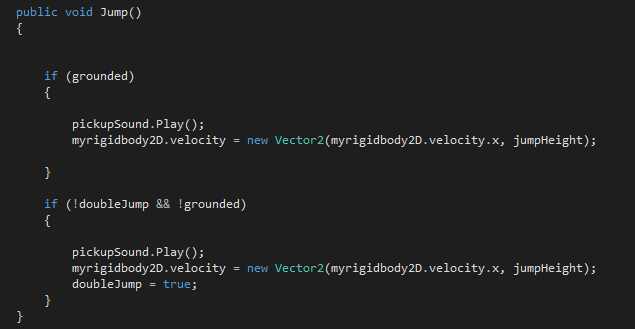 public void Jump()
{
if (grounded)
{
pickupSound.Play();
myrigidbody2D.velocity = new Vector2(myrigidbody2D.velocity.x, jumpHeight);
}
if (!doubleJump && !grounded)
{
pickupSound.Play();
myrigidbody2D.velocity = new Vector2(myrigidbody2D.velocity.x, jumpHeight);
doubleJump = true;
}
}